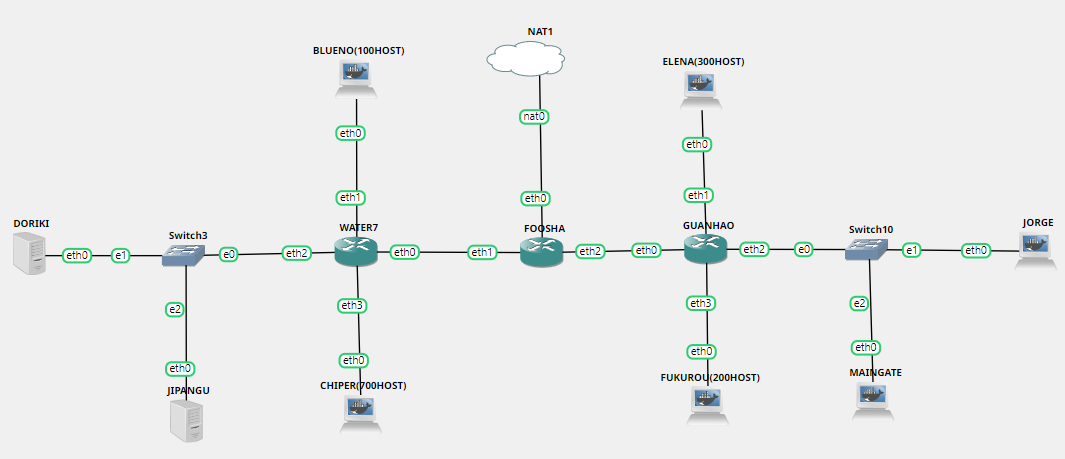 NAT1
BLUENO(100HOST)
ELENA(300HOST)
nat0
eth0
eth0
eth1
eth0
eth1
DORIKI
Switch3
WATER7
FOOSHA
GUANHAO
Switch10
JORGE
eth0
e1
e0
eth2
eth0
eth1
eth2
eth0
eth2
e0
e1
eth0
e2
eth3
eth3
e2
eth0
eth0
eth0
eth0
JIPANGU
CHIPER(700HOST)
FUKUROU(200HOST)
MAINGATE